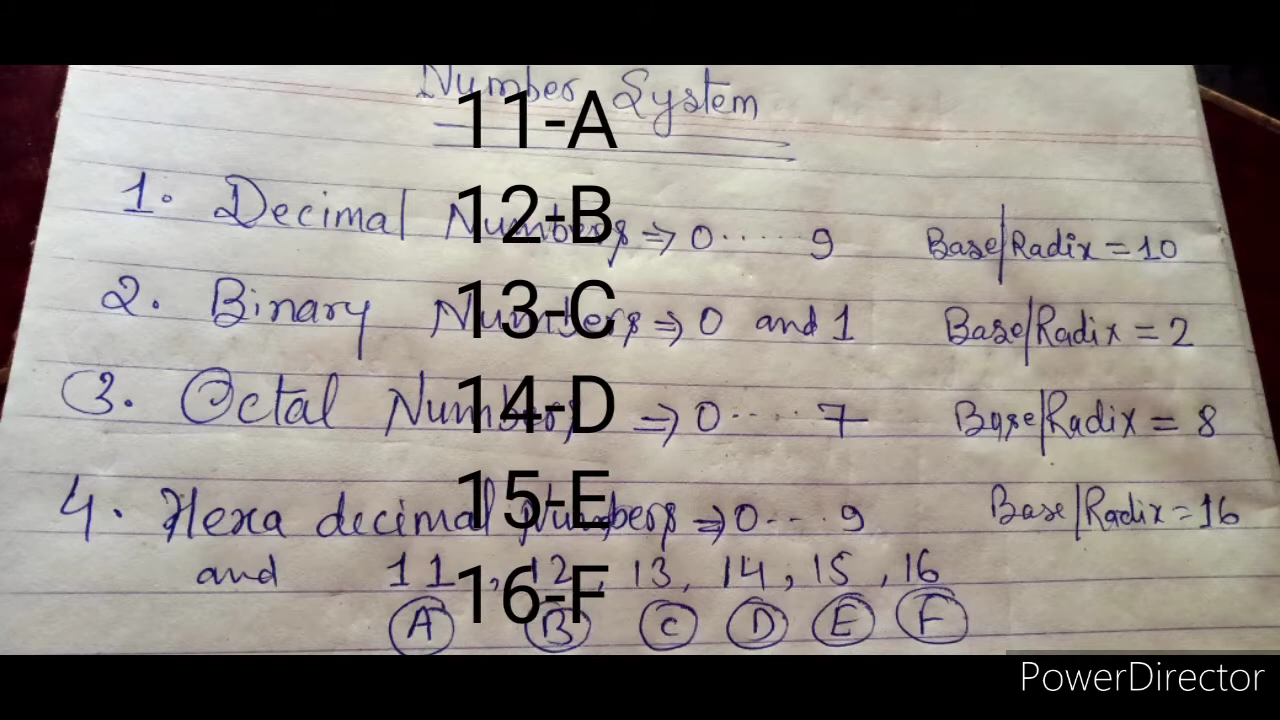 Number System
11-A
1. Decimal Numbers ⇒ 0.....9 Base/Radix = 10
12-B
2. Binary Numbers ⇒ 0 and 1 Base/Radix = 2
13-C
3. Octal Numbers ⇒ 0.....7 Base/Radix = 8
14-D
4. Hexa decimal Numbers ⇒ 0...9 Base/Radix = 16
15-E
and 11, 12, 13, 14, 15, 16
16-F
A B C D E F
PowerDirector